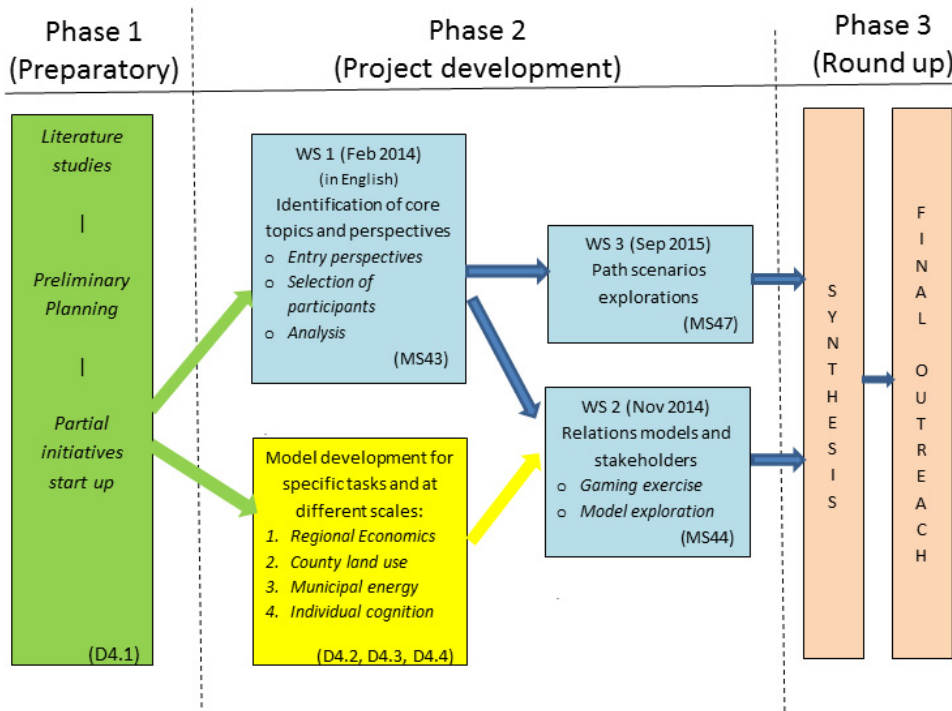 Phase 1
(Preparatory)
Phase 2
(Project development)
Phase 3
(Round up)
Literature
studies
|
Preliminary
Planning
|
Partial
initiatives
start up
(D4.1)
WS 1 (Feb 2014)
(in English)
Identification of core
topics and perspectives
o Entry perspectives
o Selection of
participants
o Analysis
(MS43)
Model development for
specific tasks and at
different scales:
1. Regional Economics
2. County land use
3. Municipal energy
4. Individual cognition
(D4.2, D4.3, D4.4)
WS 3 (Sep 2015)
Path scenarios
explorations
(MS47)
WS 2 (Nov 2014)
Relations models and
stakeholders
o Gaming exercise
o Model exploration
(MS44)
SYNTHESIS
FINAL OUTREACH